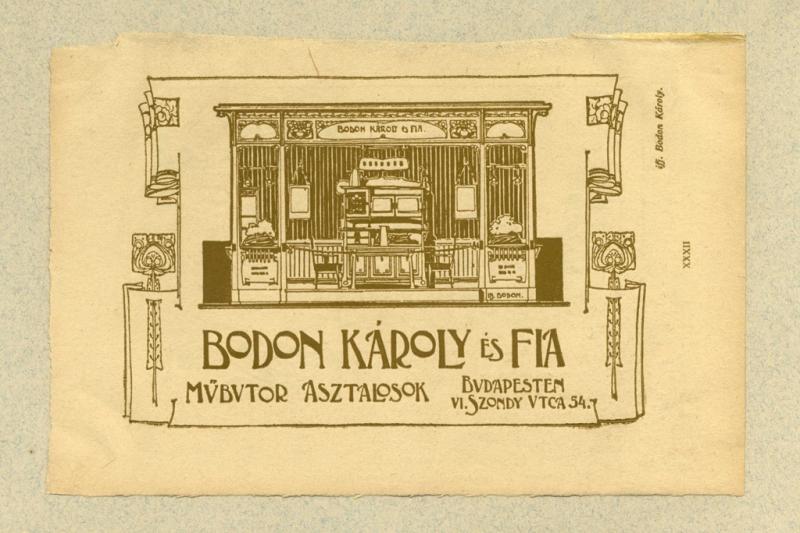 BODON KÁROLY ÉS FIA.
IFJ. BODON.
BODON KÁROLY ÉS FIA
MŰBVTOR ASZTALOSOK
BVDAPESTEN
VI. SZONDY VTCA 54.
ifj. Bodon Károly.
XXXII